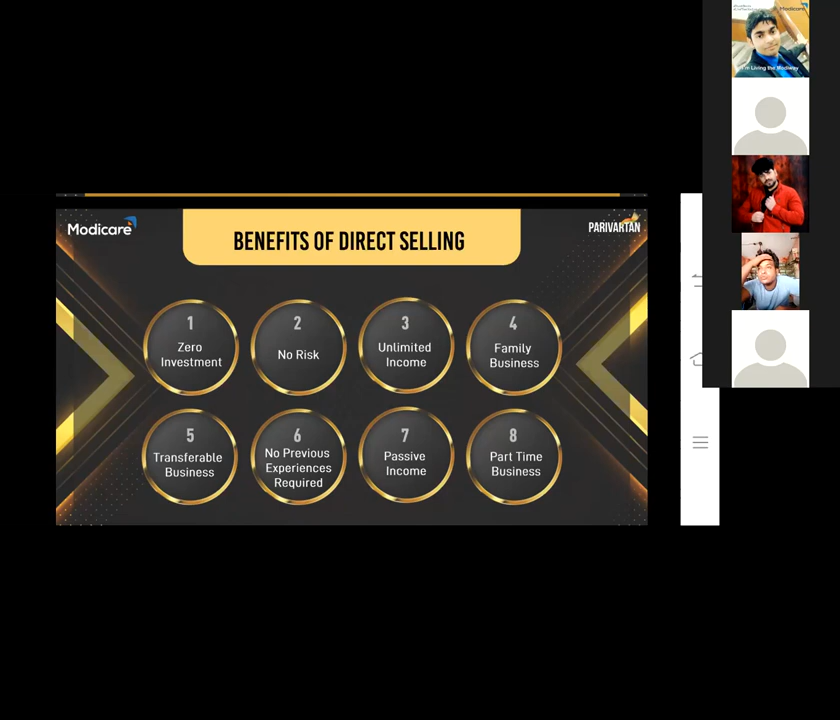 Modicare
I'm Living the Modiway
Modicare
PARIVARTAN
BENEFITS OF DIRECT SELLING
1
Zero
Investment
2
No Risk
3
Unlimited
Income
4
Family
Business
5
Transferable
Business
6
No Previous
Experiences
Required
7
Passive
Income
8
Part Time
Business